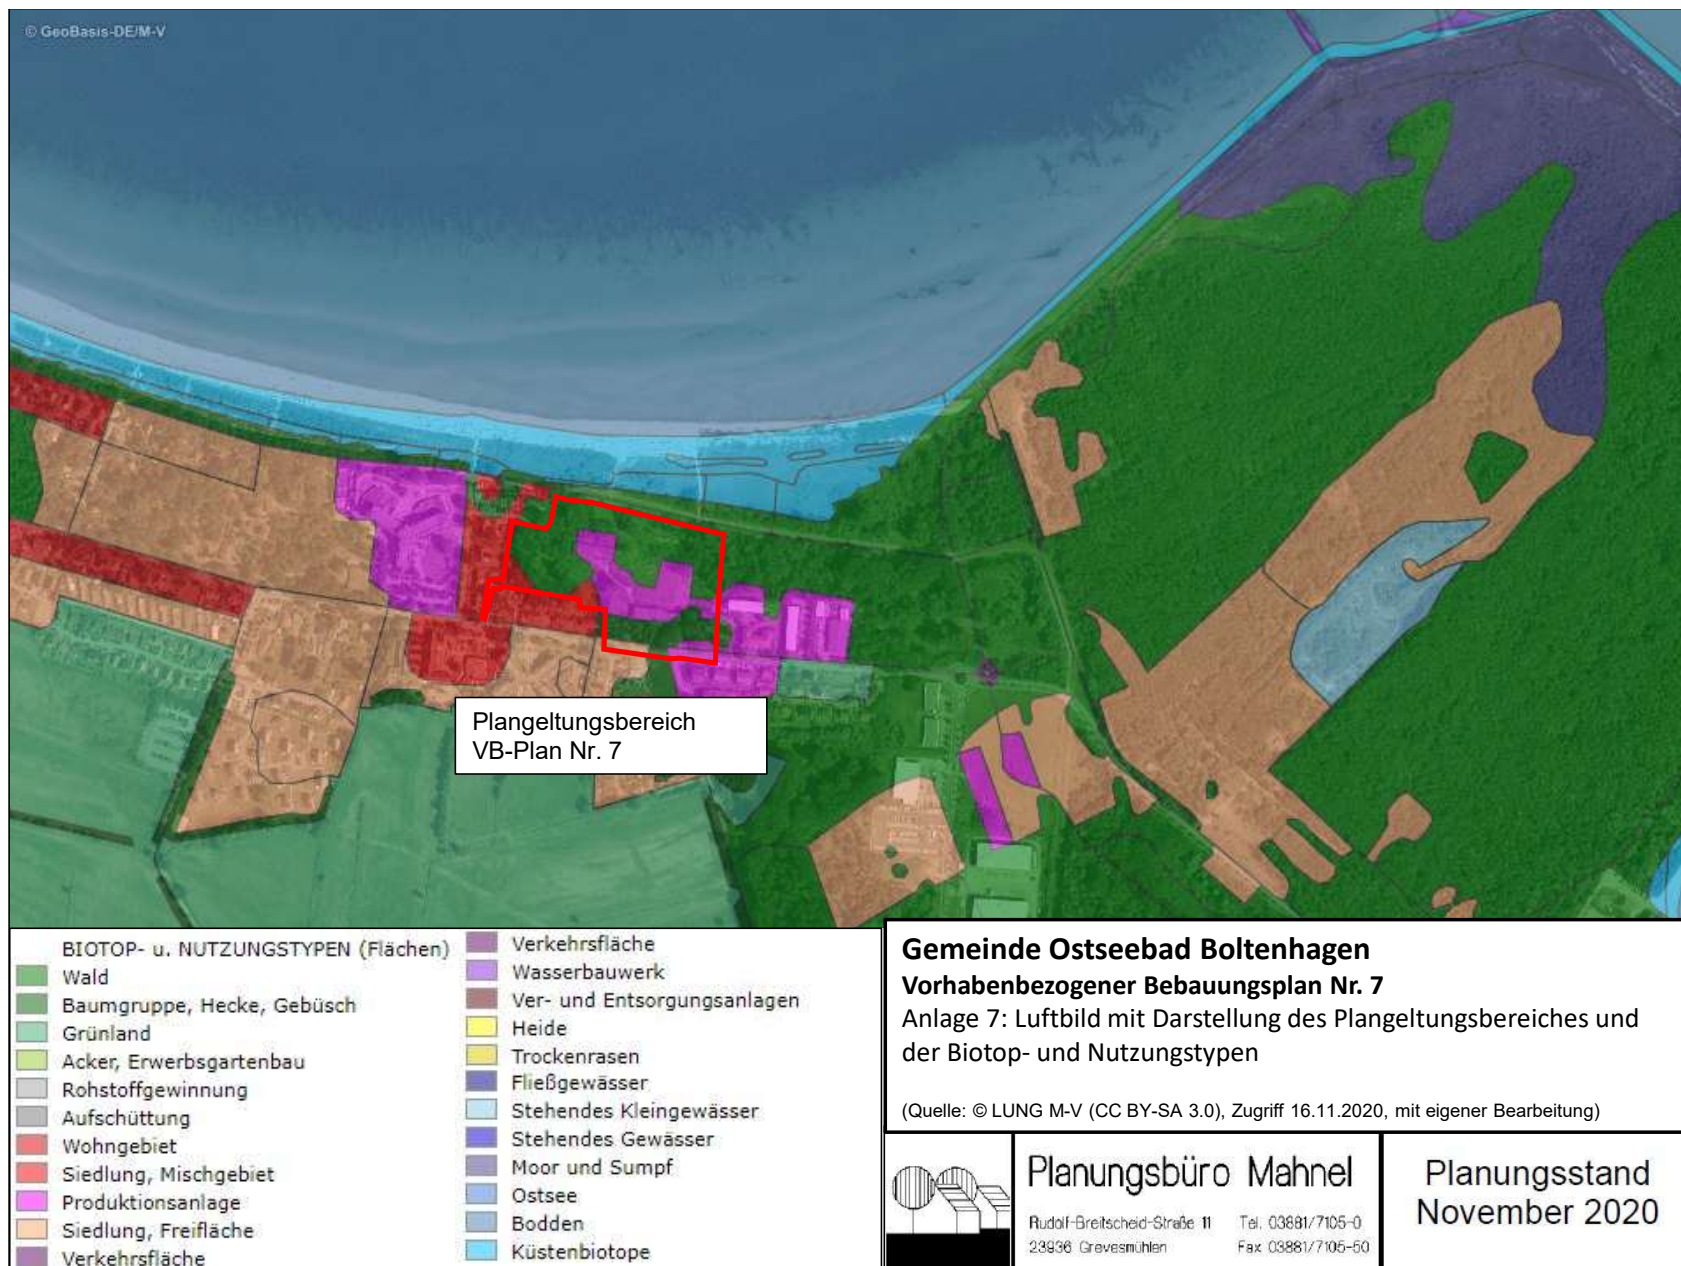 © GeoBasis-DE/M-V
Plangeltungsbereich
VB-Plan Nr. 7
BIOTOP- u. NUTZUNGSTYPEN (Flächen)
Wald
Baumgruppe, Hecke, Gebüsch
Grünland
Acker, Erwerbsgartenbau
Rohstoffgewinnung
Aufschüttung
Wohngebiet
Siedlung, Mischgebiet
Produktionsanlage
Siedlung, Freifläche
Verkehrsfläche
Verkehrsfläche
Wasserbauwerk
Ver- und Entsorgungsanlagen
Heide
Trockenrasen
Fließgewässer
Stehendes Kleingewässer
Stehendes Gewässer
Moor und Sumpf
Ostsee
Bodden
Küstenbiotope
Gemeinde Ostseebad Boltenhagen
Vorhabenbezogener Bebauungsplan Nr. 7
Anlage 7: Luftbild mit Darstellung des Plangeltungsbereiches und
der Biotop- und Nutzungstypen
(Quelle: © LUNG M-V (CC BY-SA 3.0), Zugriff 16.11.2020, mit eigener Bearbeitung)
Planungsbüro Mahnel
Rudolf-Breitscheid-Straße 11 Tel. 03881/7105-0
23936 Grevesmühlen Fax 03881/7105-50
Planungsstand
November 2020